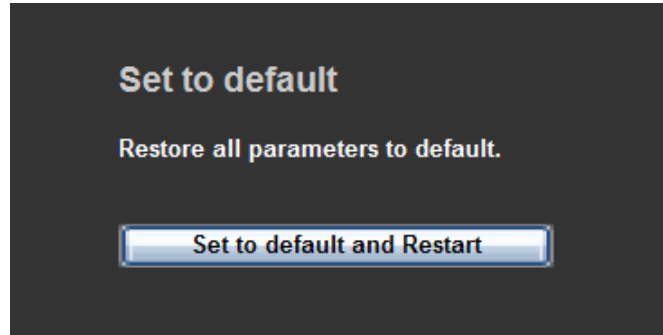 Set to default
Restore all parameters to default.
Set to default and Restart